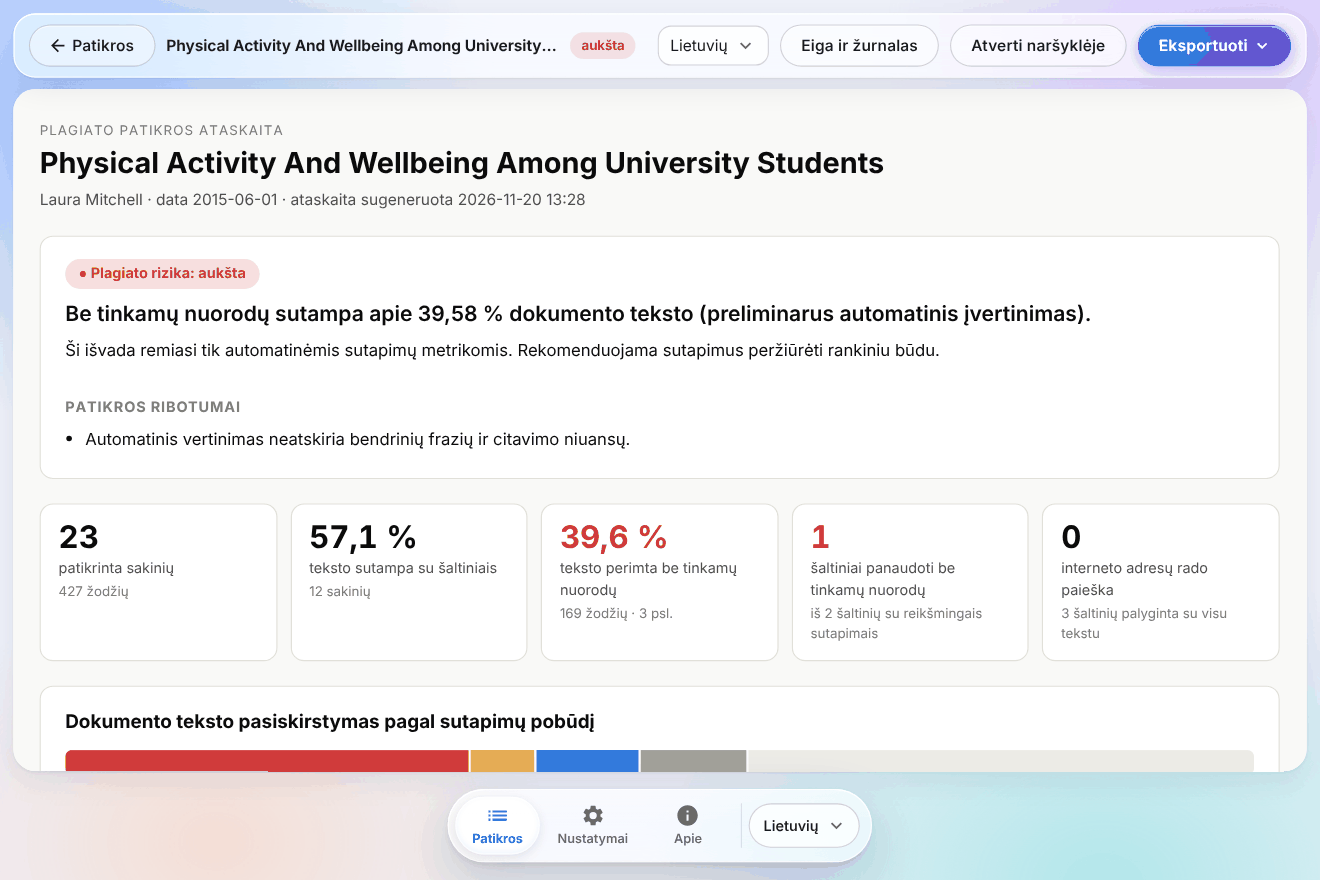 Patikros
Physical Activity And Wellbeing Among University…
aukšta
Lietuvių
Eiga ir žurnalas
Atverti naršyklėje
Eksportuoti
PLAGIATO PATIKROS ATASKAITA
Physical Activity And Wellbeing Among University Students
Laura Mitchell · data 2015-06-01 · ataskaita sugeneruota 2026-11-20 13:28
Plagiato rizika: aukšta
Be tinkamų nuorodų sutampa apie 39,58 % dokumento teksto (preliminarus automatinis įvertinimas).
Ši išvada remiasi tik automatinėmis sutapimų metrikomis. Rekomenduojama sutapimus peržiūrėti rankiniu būdu.
PATIKROS RIBOTUMAI
• Automatinis vertinimas neatskiria bendrinių frazių ir citavimo niuansų.
23
patikrinta sakinių
427 žodžių
57,1 %
teksto sutampa su šaltiniais
12 sakinių
39,6 %
teksto perimta be tinkamų
nuorodų
169 žodžių · 3 psl.
1
šaltiniai panaudoti be
tinkamų nuorodų
iš 2 šaltinių su reikšmingais
sutapimais
0
interneto adresų rado
paieška
3 šaltinių palyginta su visu
tekstu
Dokumento teksto pasiskirstymas pagal sutapimų pobūdį
Patikros
Nustatymai
Apie
Lietuvių